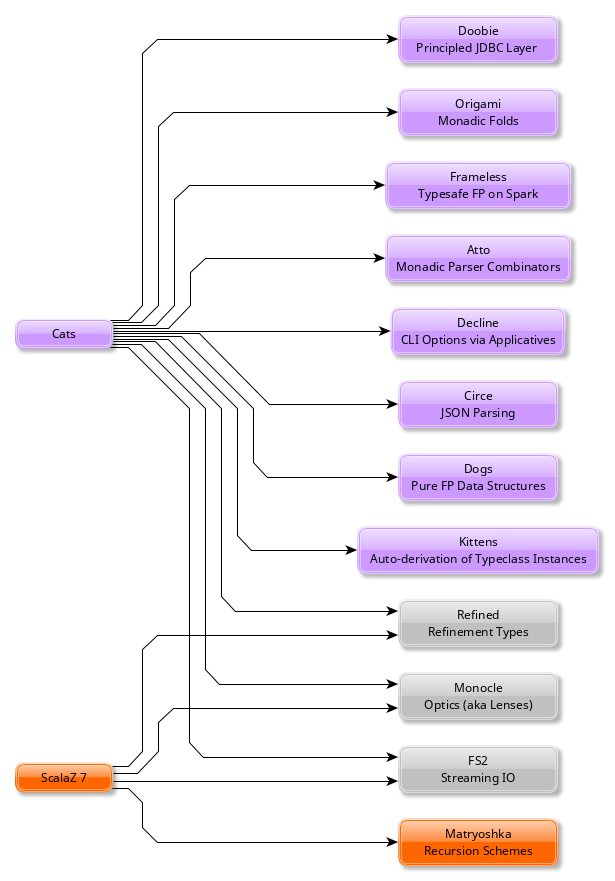 Doobie
Principled JDBC Layer
Origami
Monadic Folds
Frameless
Typesafe FP on Spark
Atto
Monadic Parser Combinators
Cats
Decline
CLI Options via Applicatives
Circe
JSON Parsing
Dogs
Pure FP Data Structures
Kittens
Auto-derivation of Typeclass Instances
Refined
Refinement Types
Monocle
Optics (aka Lenses)
ScalaZ 7
FS2
Streaming IO
Matryoshka
Recursion Schemes